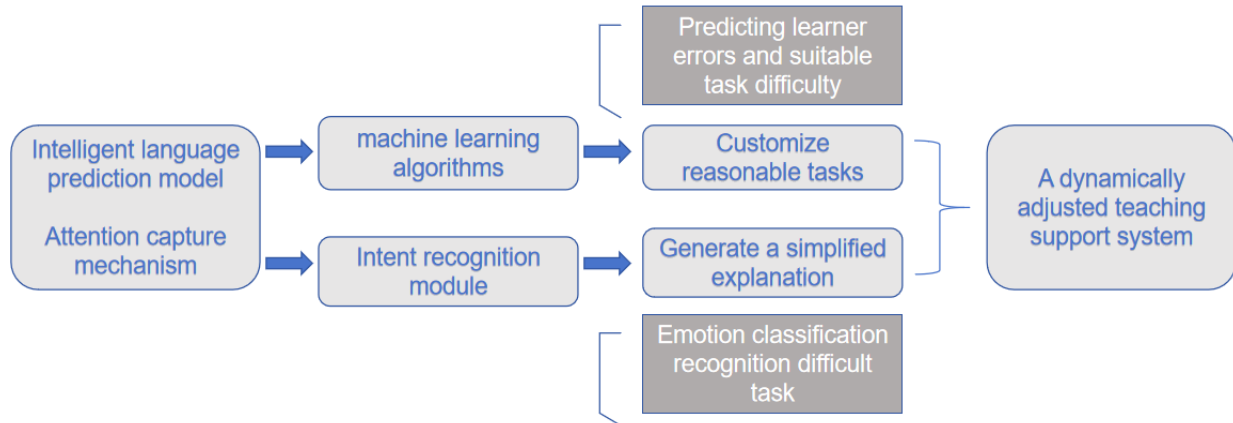 Predicting learner
errors and suitable
task difficulty
Intelligent language
prediction model
Attention capture
mechanism
machine learning
algorithms
Customize
reasonable tasks
Intent recognition
module
Generate a simplified
explanation
A dynamically
adjusted teaching
support system
Emotion classification
recognition difficult
task